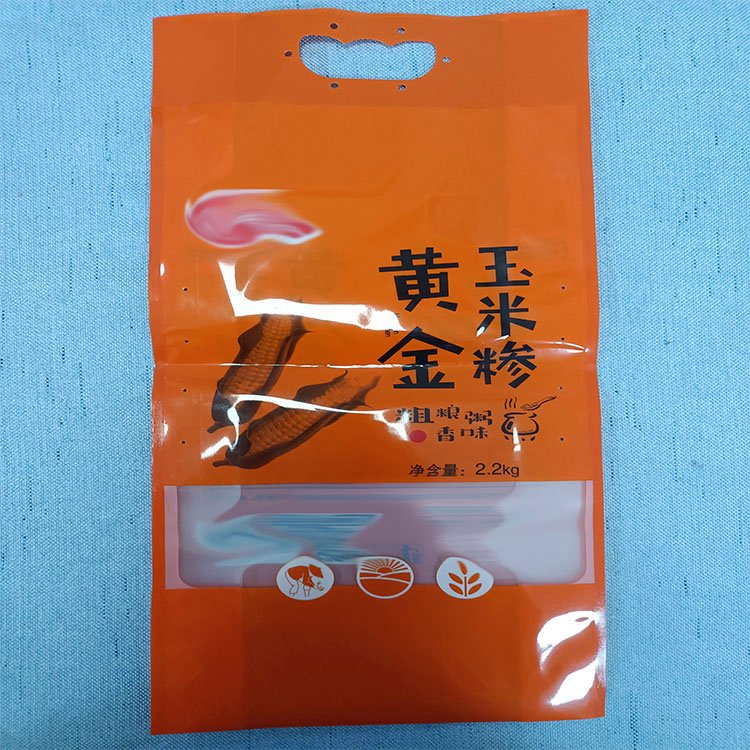 黄金
玉米糁
粗粮粥
香味
净含量：2.2kg